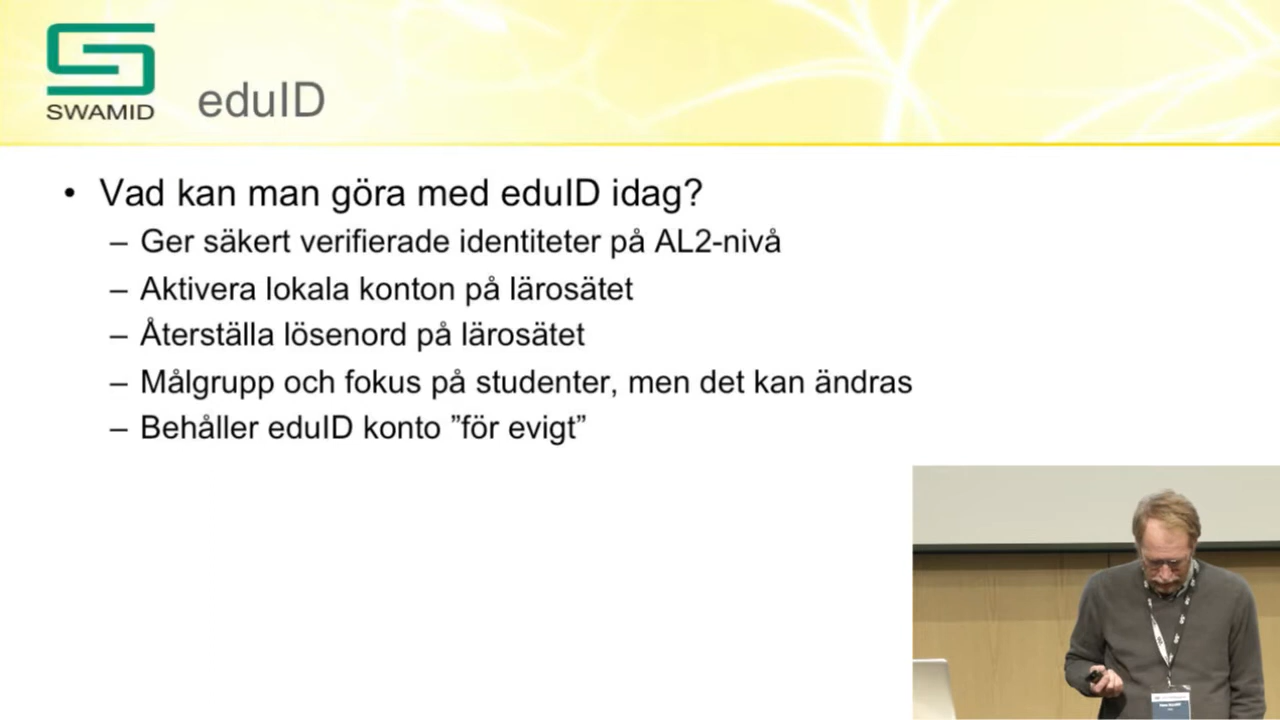 SWAMID
eduID
• Vad kan man göra med eduID idag?
– Ger säkert verifierade identiteter på AL2-nivå
– Aktivera lokala konton på lärosätet
– Återställa lösenord på lärosätet
– Målgrupp och fokus på studenter, men det kan ändras
– Behåller eduID konto ”för evigt”